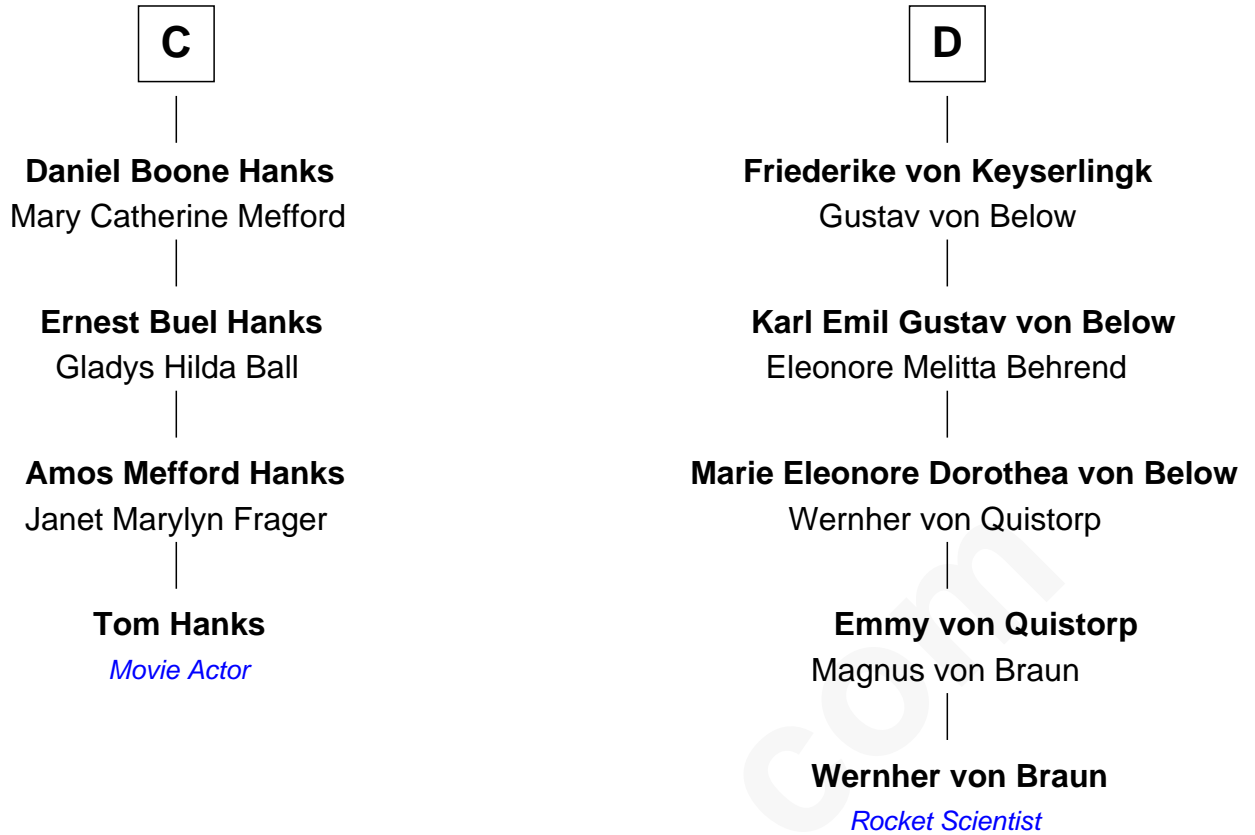 C
Daniel Boone Hanks
Mary Catherine Mefford
Ernest Buel Hanks
Gladys Hilda Ball
Amos Mefford Hanks
Janet Marylyn Frager
Tom Hanks
Movie Actor
D
Friederike von Keyserlingk
Gustav von Below
Karl Emil Gustav von Below
Eleonore Melitta Behrend
Marie Eleonore Dorothea von Below
Wernher von Quistorp
Emmy von Quistorp
Magnus von Braun
Wernher von Braun
Rocket Scientist
com